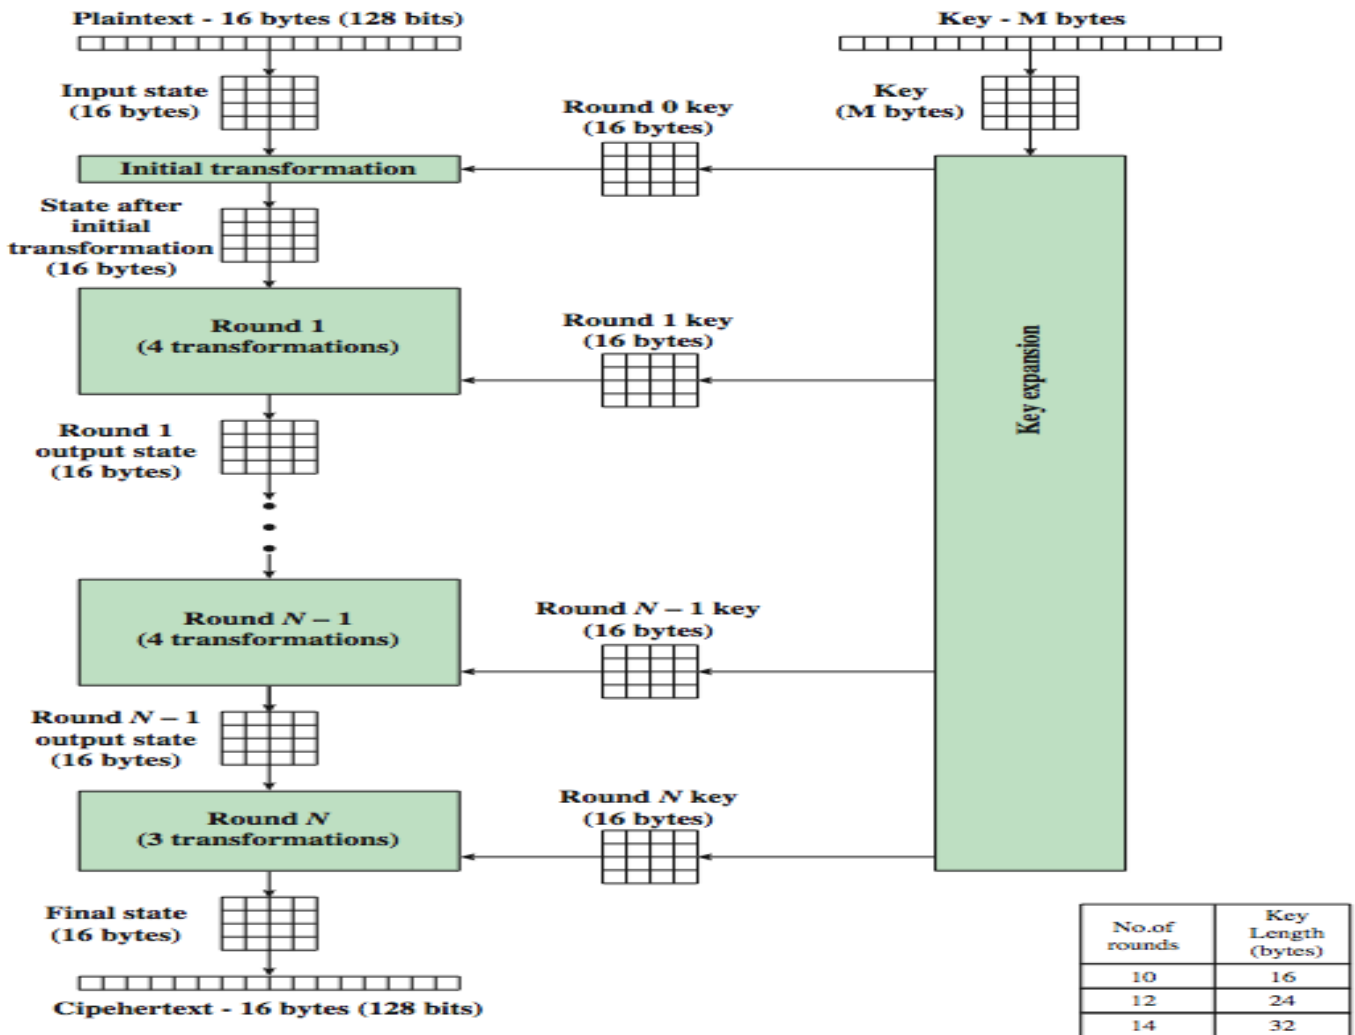 Plaintext - 16 bytes (128 bits)
Key - M bytes
Input state
(16 bytes)
Round 0 key
(16 bytes)
Key
(M bytes)
Initial transformation
State after
initial
transformation
(16 bytes)
Round 1
(4 transformations)
Round 1 key
(16 bytes)
Key expansion
Round 1
output state
(16 bytes)
Round N – 1
(4 transformations)
Round N – 1 key
(16 bytes)
Round N – 1
output state
(16 bytes)
Round N
(3 transformations)
Round N key
(16 bytes)
Final state
(16 bytes)
Cipehertext - 16 bytes (128 bits)
No.of
rounds
Key
Length
(bytes)
10 16
12 24
14 32